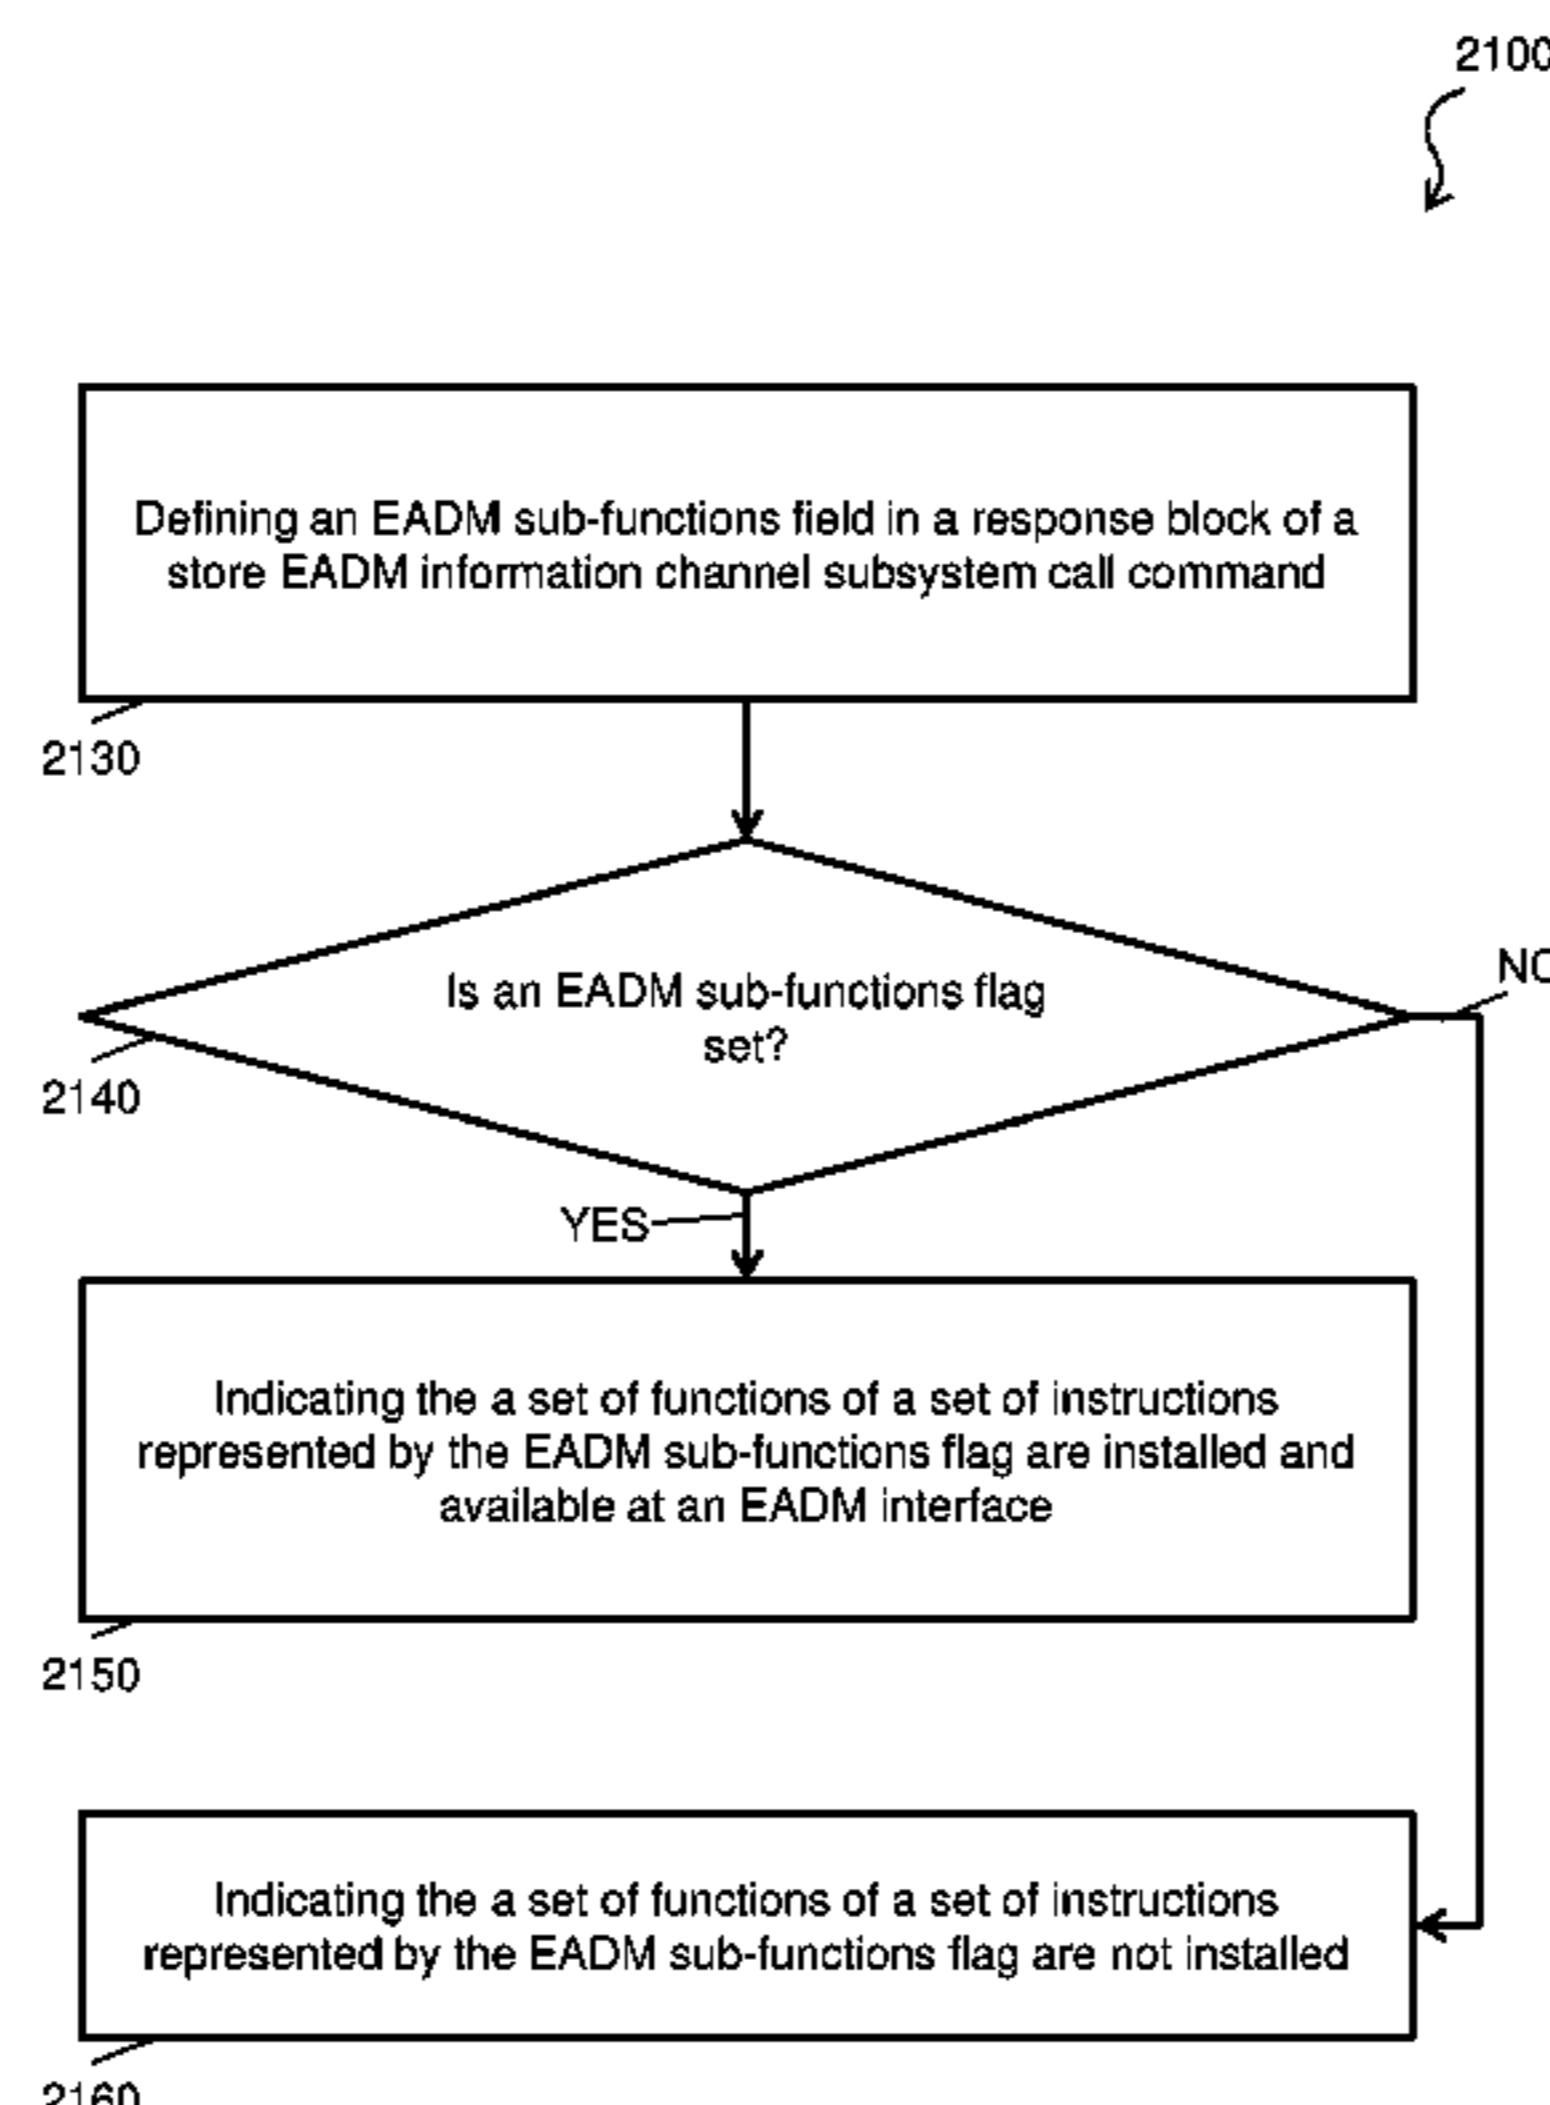 2100
Defining an EADM sub-functions field in a response block of a
store EADM information channel subsystem call command
2130
Is an EADM sub-functions flag
set?
NO
2140
YES
Indicating the a set of functions of a set of instructions
represented by the EADM sub-functions flag are installed and
available at an EADM interface
2150
Indicating the a set of functions of a set of instructions
represented by the EADM sub-functions flag are not installed
2160